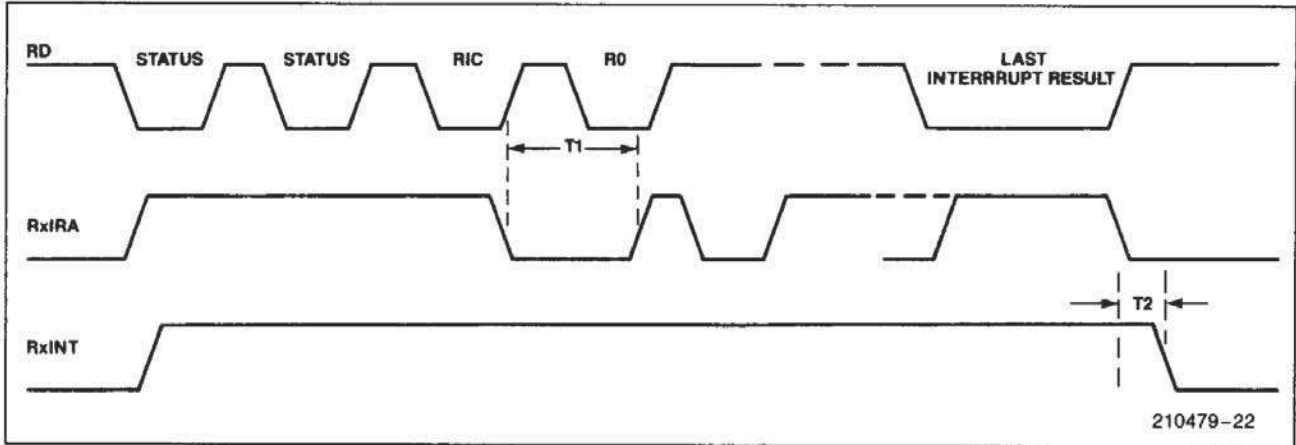 RD
STATUS
STATUS
RIC
R0
LAST
INTERRRUPT RESULT
T1
RxIRA
T2
RxINT
210479-22